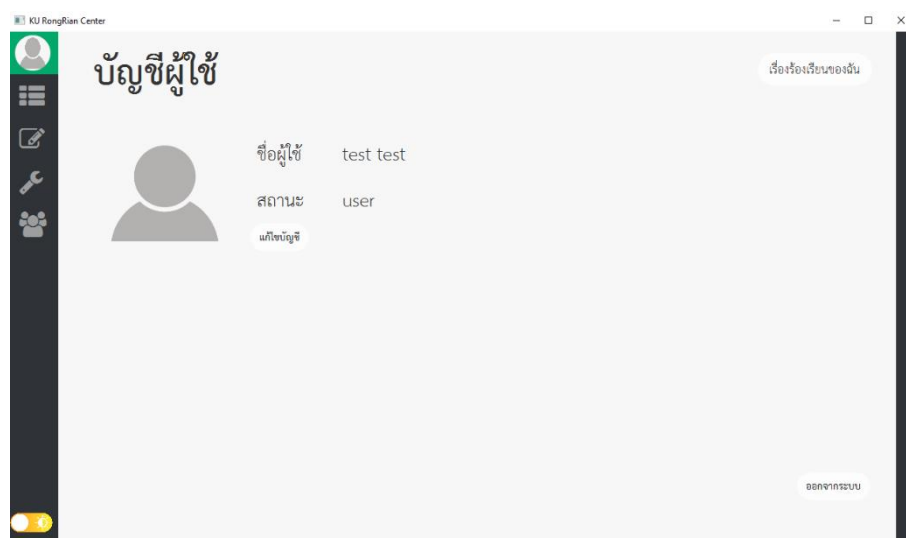 KU RongRian Center
บัญชีผู้ใช้
เรื่องร้องเรียนของฉัน
ชื่อผู้ใช้ test test
สถานะ user
แก้ไขบัญชี
ออกจากระบบ